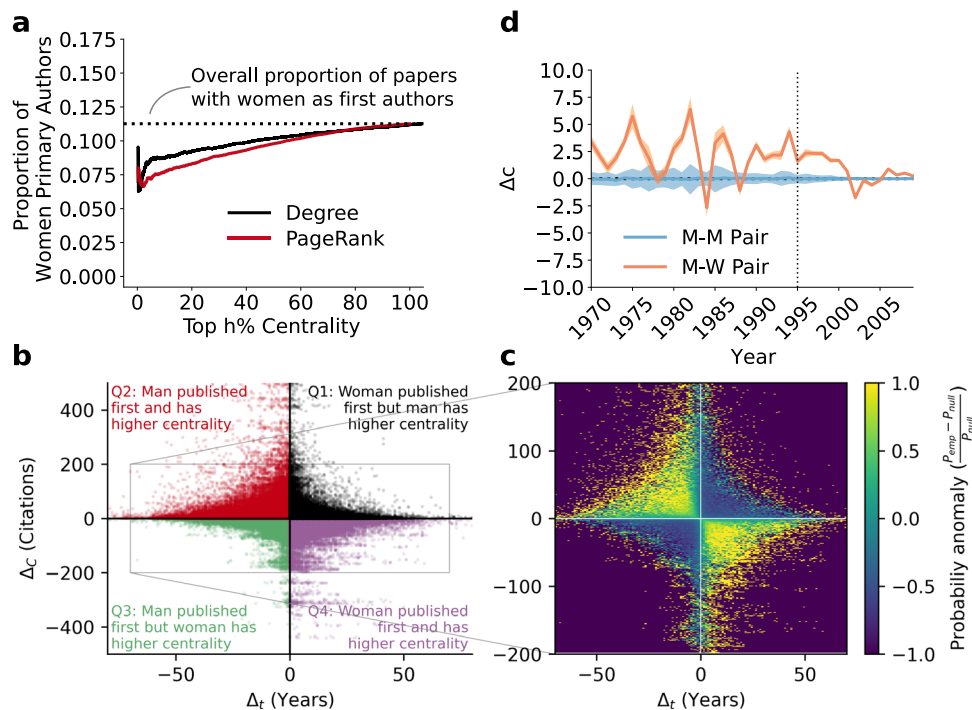 a
0.175
0.150
0.125
0.100
0.075
0.050
0.025
0.000
Proportion of
Women Primary Authors
Overall proportion of papers
with women as first authors
Degree
PageRank
0
20
40
60
80
100
Top h% Centrality
d
10.0
7.5
5.0
2.5
0.0
−2.5
−5.0
−7.5
−10.0
Δc
M-M Pair
M-W Pair
1970
1975
1980
1985
1990
1995
2000
2005
Year
b
400
200
0
−200
−400
Δc (Citations)
Q2: Man published
first and has
higher centrality
Q1: Woman published
first but man has
higher centrality
Q3: Man published
first but woman has
higher centrality
Q4: Woman published
first and has
higher centrality
−50
0
50
Δt (Years)
c
200
100
0
−100
−200
−50
0
50
Δt (Years)
1.0
0.5
0.0
−0.5
−1.0
Probability anomaly (Pemp − Pnull / Pnull)